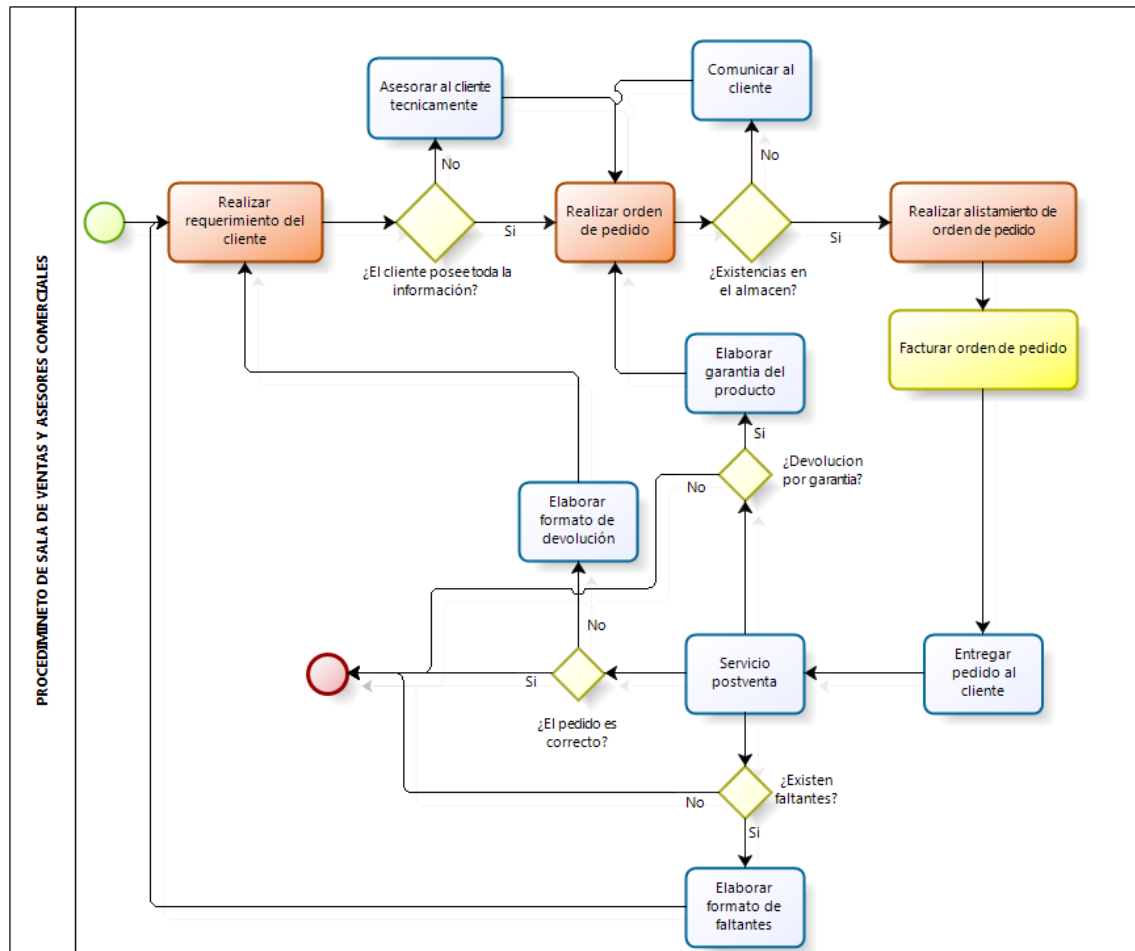 PROCEDIMINETO DE SALA DE VENTAS Y ASESORES COMERCIALES
Asesorar al cliente
tecnicamente
Comunicar al
cliente
No
No
Realizar
requerimiento del
cliente
Si
Realizar orden
de pedido
Si
Realizar alistamiento de
orden de pedido
¿El cliente posee toda la
información?
¿Existencias en
el almacen?
Facturar orden de pedido
Elaborar
garantia del
producto
Si
¿Devolucion
por garantia?
No
Elaborar
formato de
devolución
No
Si
¿El pedido es
correcto?
Servicio
postventa
Entregar
pedido al
cliente
¿Existen
faltantes?
No
Si
Elaborar
formato de
faltantes